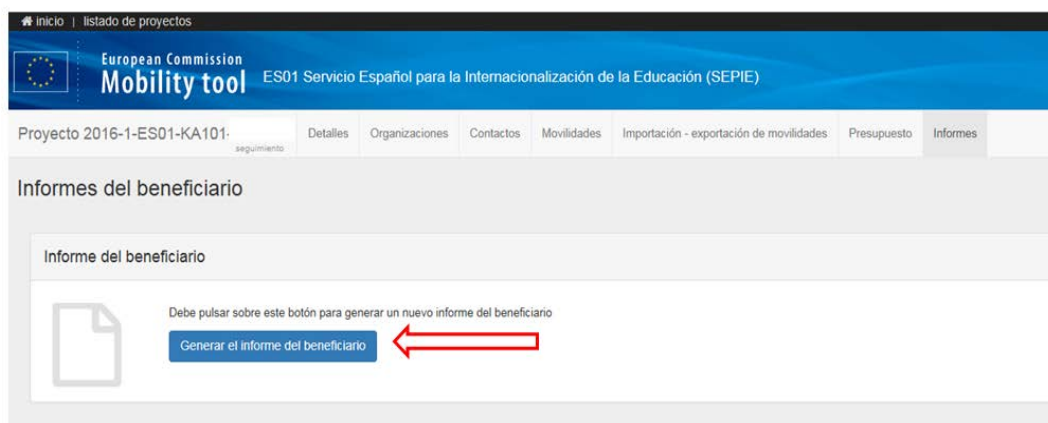 inicio | listado de proyectos
European Commission
Mobility tool ES01 Servicio Español para la Internacionalización de la Educación (SEPIE)
Proyecto 2016-1-ES01-KA101- Detalles Organizaciones Contactos Movilidades Importación - exportación de movilidades Presupuesto Informes
seguimiento
Informes del beneficiario
Informe del beneficiario
Debe pulsar sobre este botón para generar un nuevo informe del beneficiario
Generar el informe del beneficiario